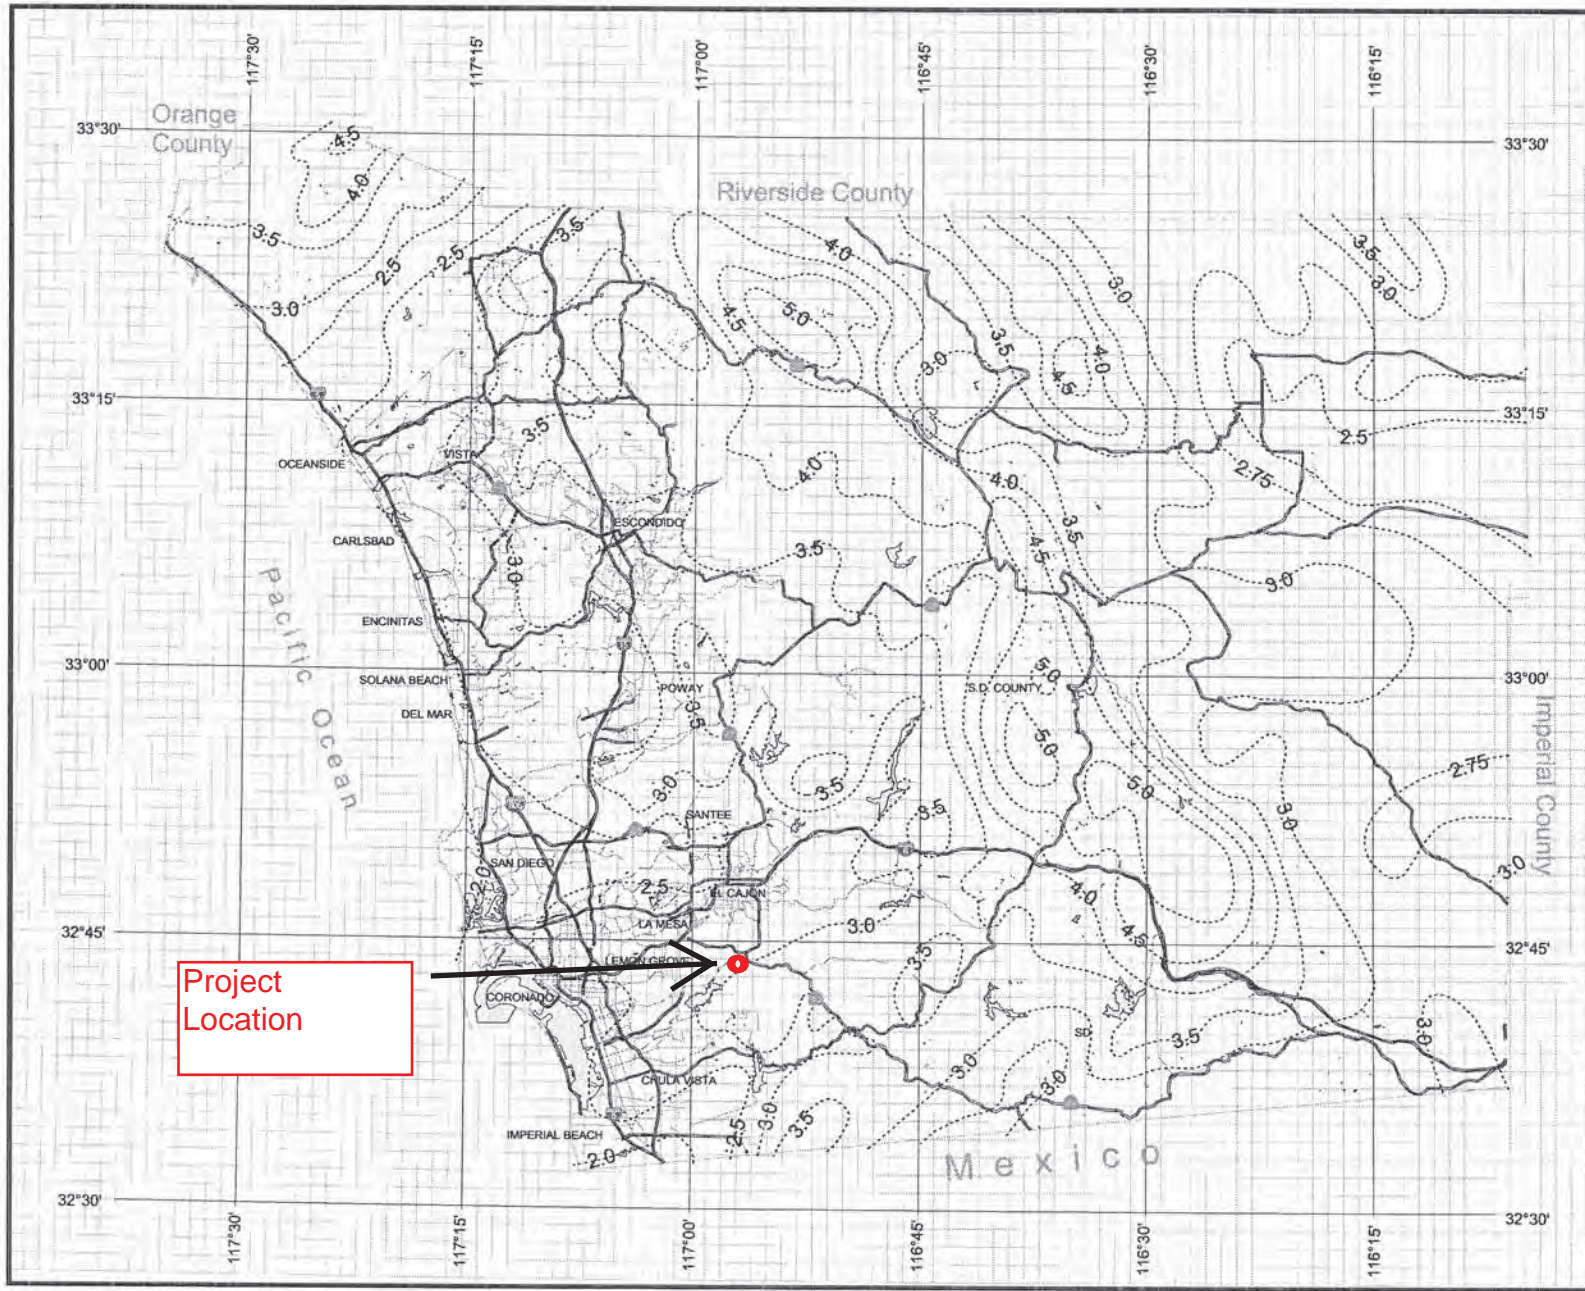 117°30'
117°15'
117°00'
116°45'
116°30'
116°15'
33°30'
Orange
County
4.5
4.0
Riverside County
33°30'
3.5
3.5
2.5
2.5
3.0
4.0
3.5
3.0
3.0
4.5
5.0
3.5
3.0
4.0
4.5
33°15'
33°15'
3.5
2.5
OCEANSIDE
VISTA
4.0
4.0
2.75
ESCONDIDO
CARLSBAD
3.5
4.5
3.5
3.0
3.0
Pacific Ocean
ENCINITAS
33°00'
SOLANA BEACH
POWAY
S.D. COUNTY
5.0
33°00'
DEL MAR
3.5
5.0
Imperial County
3.0
3.5
5.0
2.75
SANTEE
3.5
3.0
SAN DIEGO
2.0
2.5
EL CAJON
4.0
3.0
LA MESA
3.0
4.5
32°45'
32°45'
LEMON GROVE
3.5
Project
Location
CORONADO
SD
3.5
3.0
CHULA VISTA
3.0
3.0
IMPERIAL BEACH
2.5
3.0
3.5
2.0
Mexico
32°30'
32°30'
117°30'
117°15'
117°00'
116°45'
116°30'
116°15'